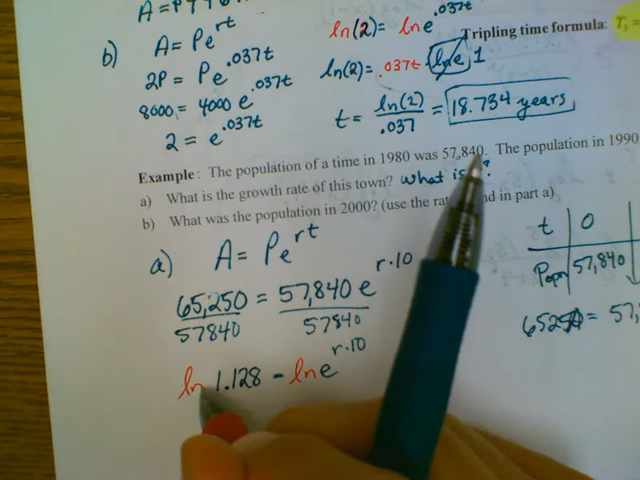 b) A = Pe^rt
2P = Pe^.037t
8000 = 4000 e^.037t
2 = e^.037t
ln(2) = ln e^.037t
ln(2) = .037t · ln e 1
t = ln(2) / .037 = 18.734 years
Tripling time formula:
Example: The population of a time in 1980 was 57,840. The population in 1990
a) What is the growth rate of this town? What is ?
b) What was the population in 2000? (use the in part a)
t 0
Popn 57,840
65250 = 57,
a) A = Pe^rt
65,250 = 57,840 e^r·10
57840 57840
ln 1.128 = ln e^r·10